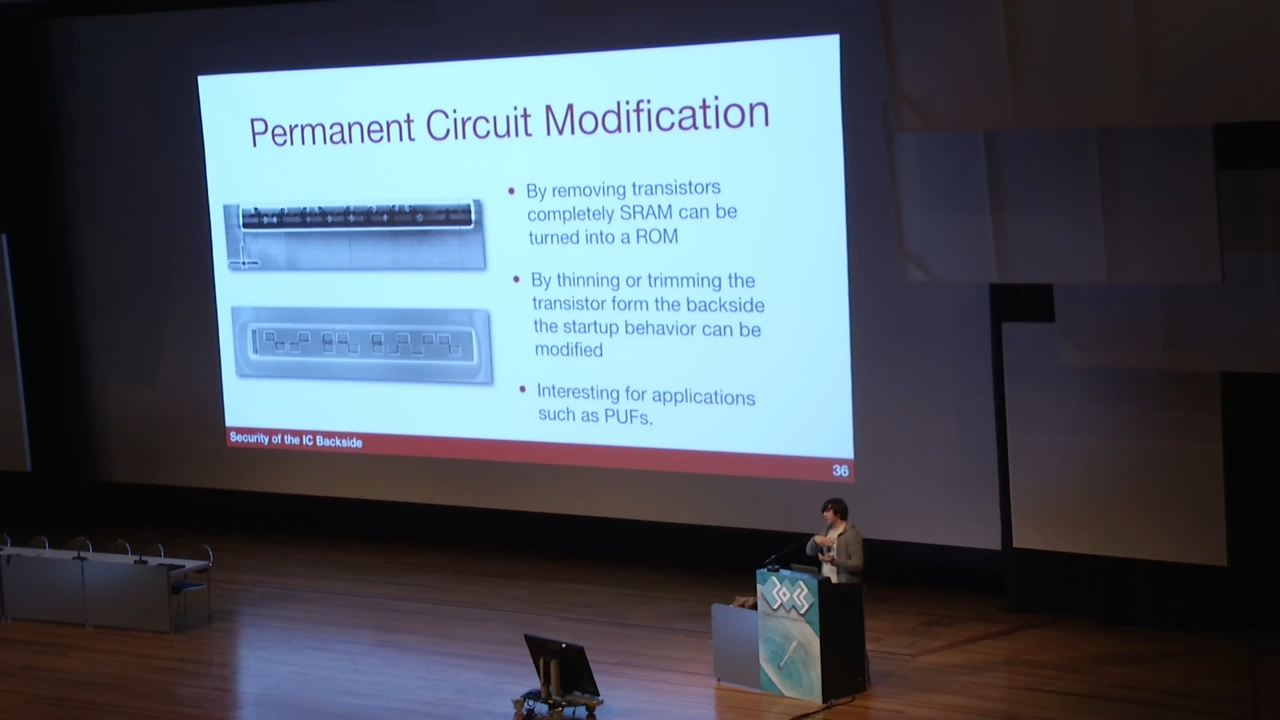 Permanent Circuit Modification
• By removing transistors
completely SRAM can be
turned into a ROM
• By thinning or trimming the
transistor form the backside
the startup behavior can be
modified
• Interesting for applications
such as PUFs.
Security of the IC Backside
36
30C3